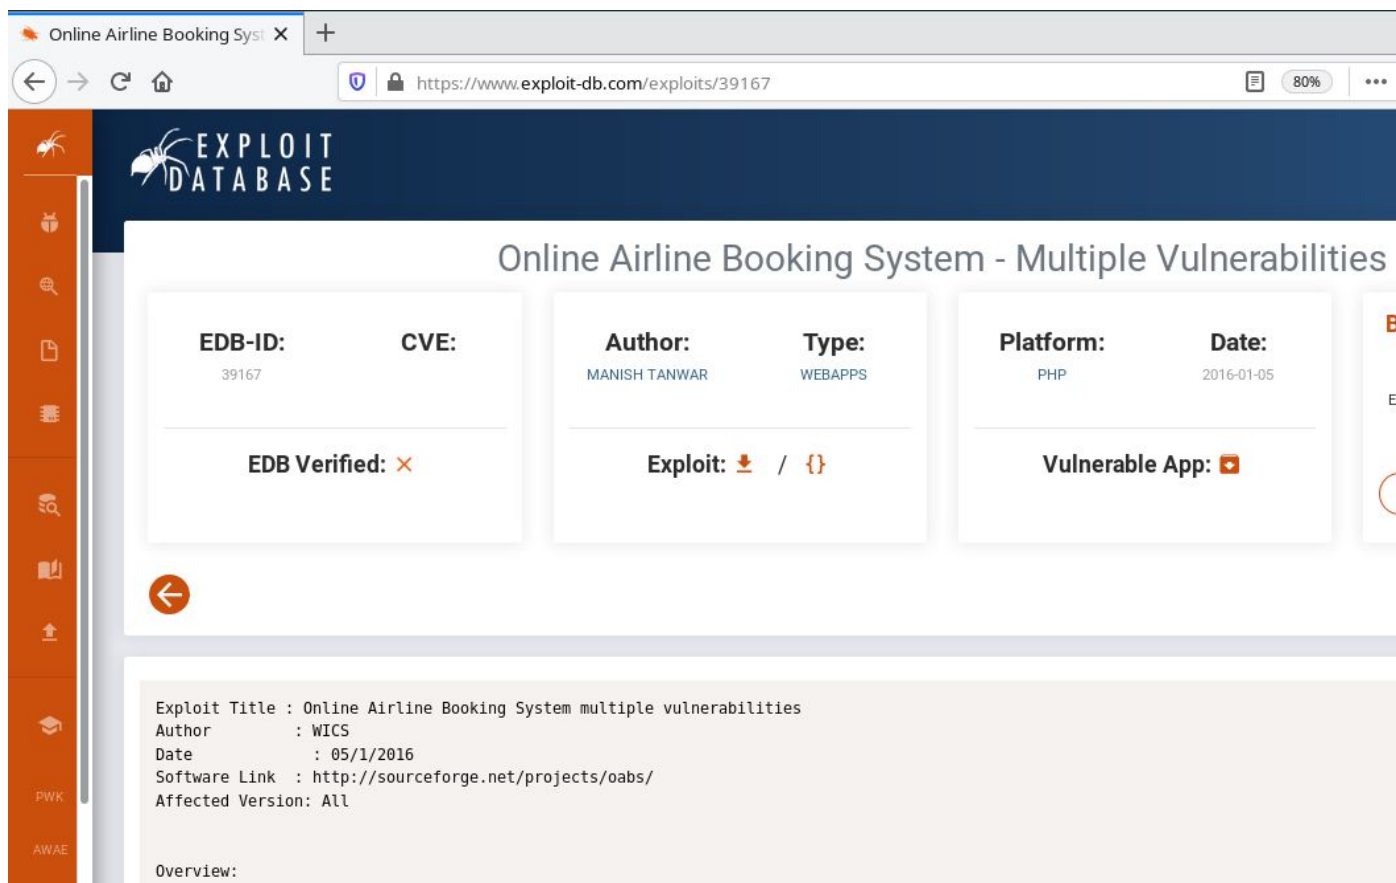 Online Airline Booking Syst
https://www.exploit-db.com/exploits/39167
80%
EXPLOIT
DATABASE
Online Airline Booking System - Multiple Vulnerabilities
EDB-ID:
39167
CVE:
Author:
MANISH TANWAR
Type:
WEBAPPS
Platform:
PHP
Date:
2016-01-05
EDB Verified: ×
Exploit: / {}
Vulnerable App:
PWK
AWAE
Exploit Title : Online Airline Booking System multiple vulnerabilities
Author : WICS
Date : 05/1/2016
Software Link : http://sourceforge.net/projects/oabs/
Affected Version: All
Overview: